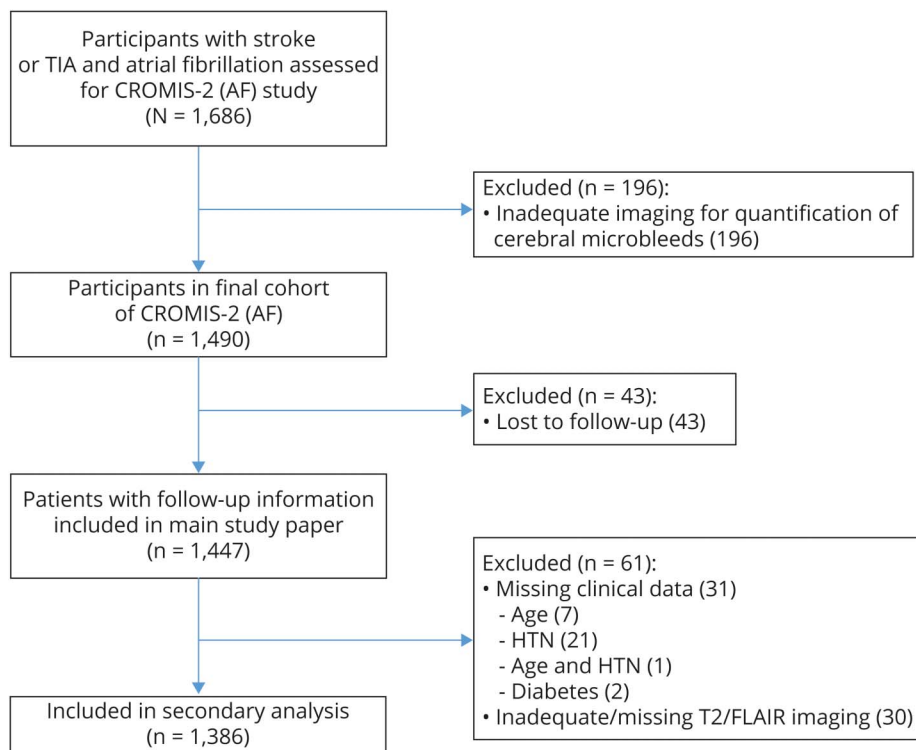 Participants with stroke
or TIA and atrial fibrillation assessed
for CROMIS-2 (AF) study
(N = 1,686)
Excluded (n = 196):
• Inadequate imaging for quantification of
cerebral microbleeds (196)
Participants in final cohort
of CROMIS-2 (AF)
(n = 1,490)
Excluded (n = 43):
• Lost to follow-up (43)
Patients with follow-up information
included in main study paper
(n = 1,447)
Excluded (n = 61):
• Missing clinical data (31)
- Age (7)
- HTN (21)
- Age and HTN (1)
- Diabetes (2)
• Inadequate/missing T2/FLAIR imaging (30)
Included in secondary analysis
(n = 1,386)